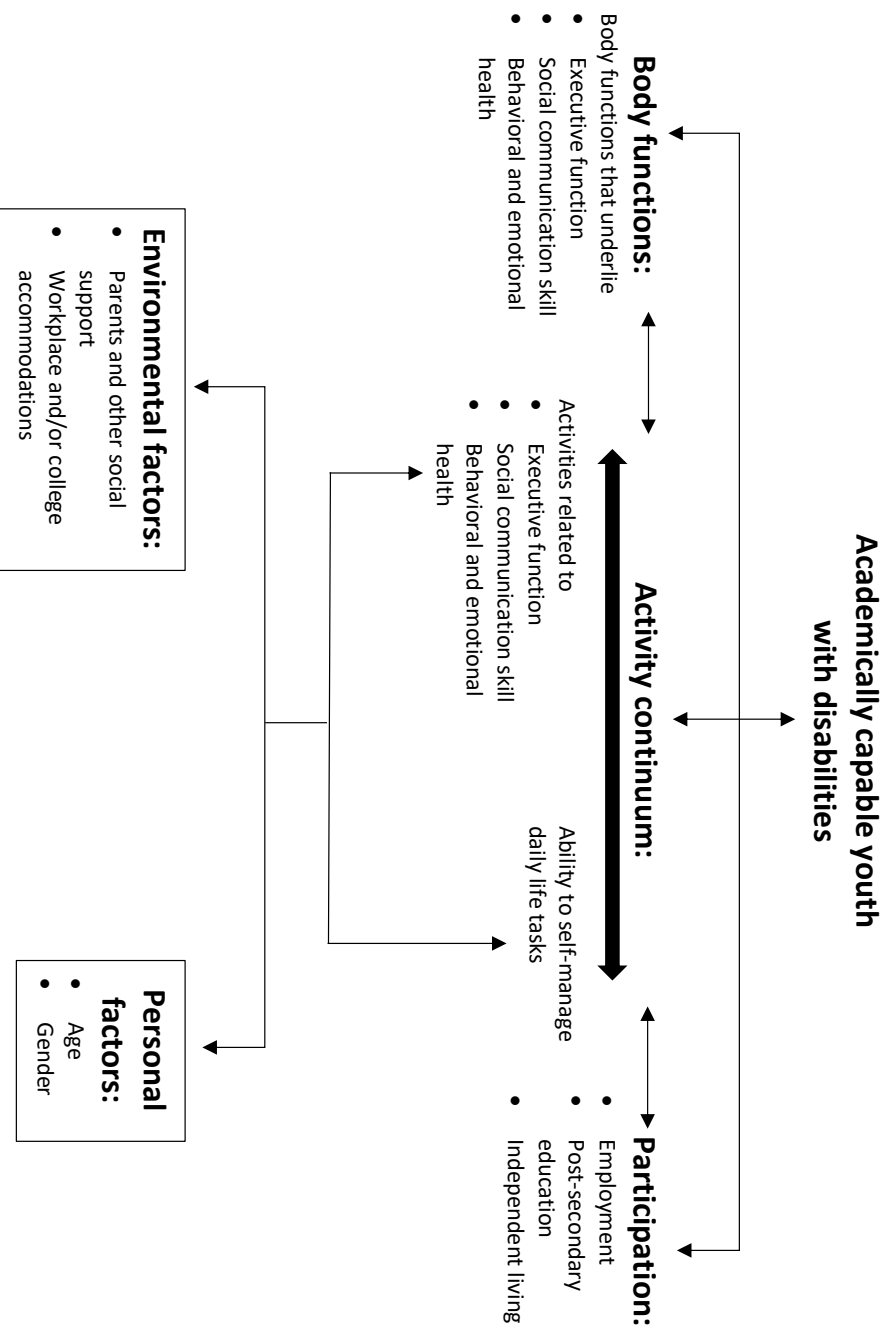 Academically capable youth
with disabilities
Body functions:
Body functions that underlie
• Executive function
• Social communication skill
• Behavioral and emotional
health
Activity continuum:
Activities related to
• Executive function
• Social communication skill
• Behavioral and emotional
health
Ability to self-manage
daily life tasks
Participation:
• Employment
• Post-secondary
education
• Independent living
Environmental factors:
• Parents and other social
support
• Workplace and/or college
accommodations
Personal
factors:
• Age
• Gender